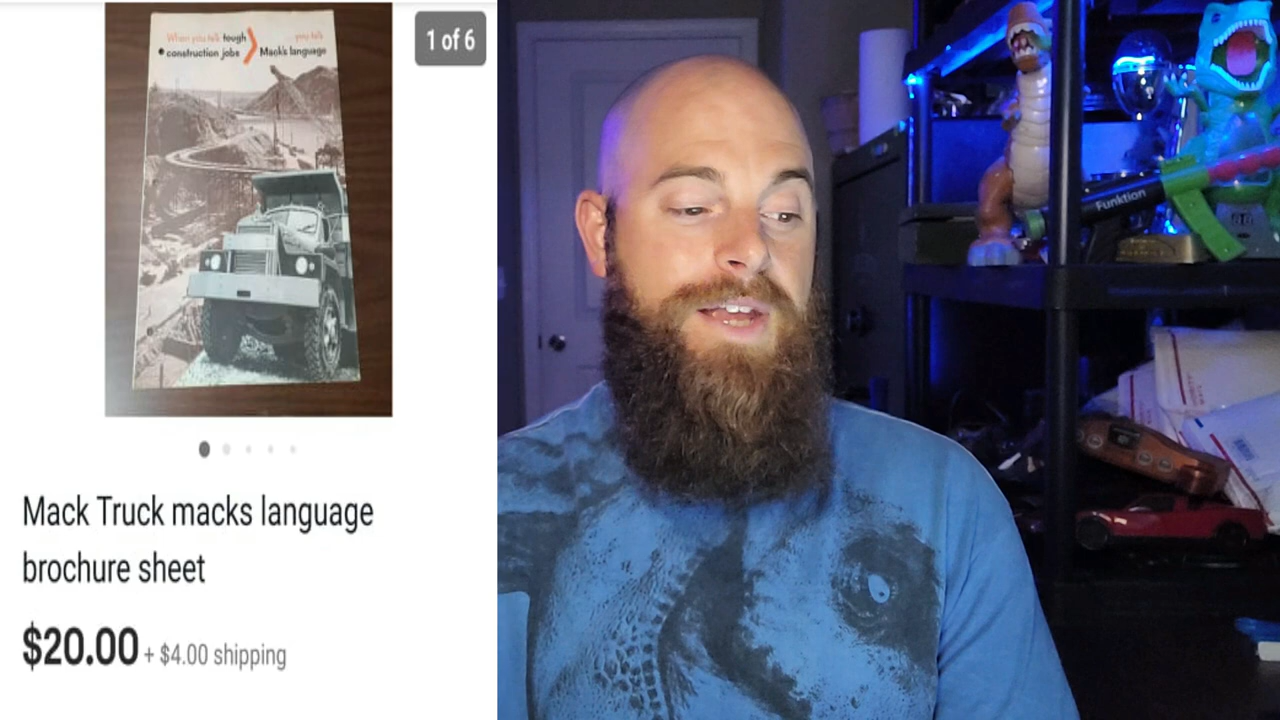 When you talk tough
construction jobs
you talk
Mack's language
1 of 6
Mack Truck macks language
brochure sheet
$20.00 + $4.00 shipping
Funktion